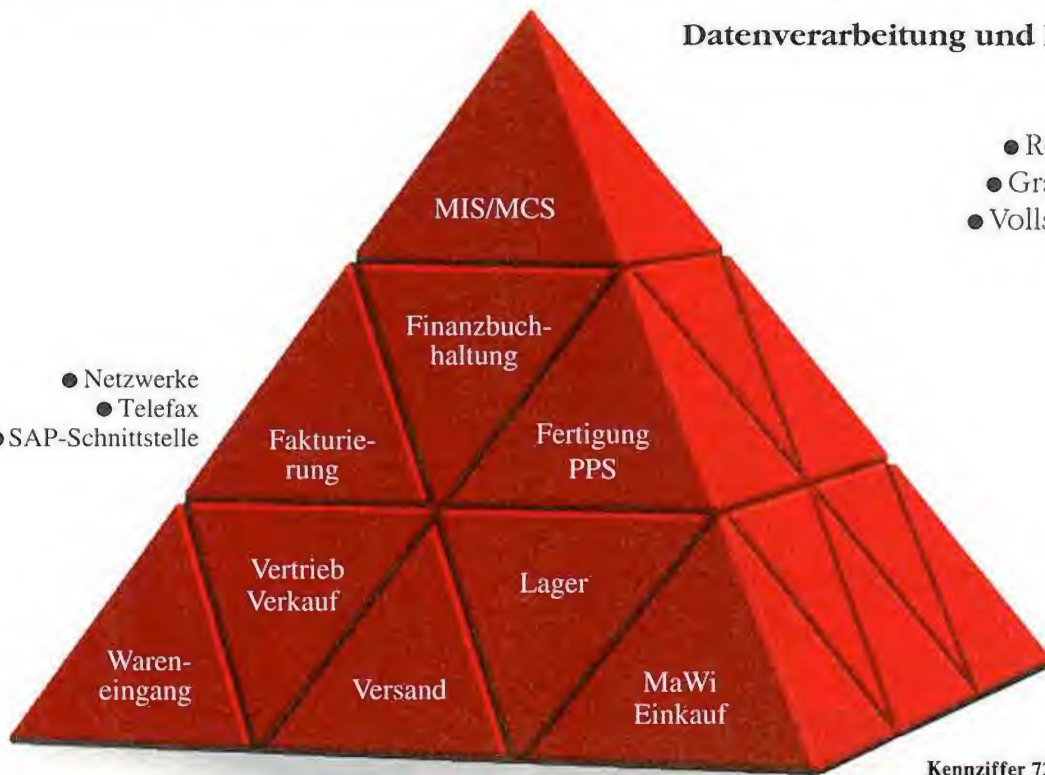 Datenverarbeitung und
MIS/MCS
Finanzbuch-
haltung
● Netzwerke
● Telefax
● SAP-Schnittstelle
Fakturie-
rung
Fertigung
PPS
Vertrieb
Verkauf
Lager
Waren-
eingang
Versand
MaWi
Einkauf
Kennziffer